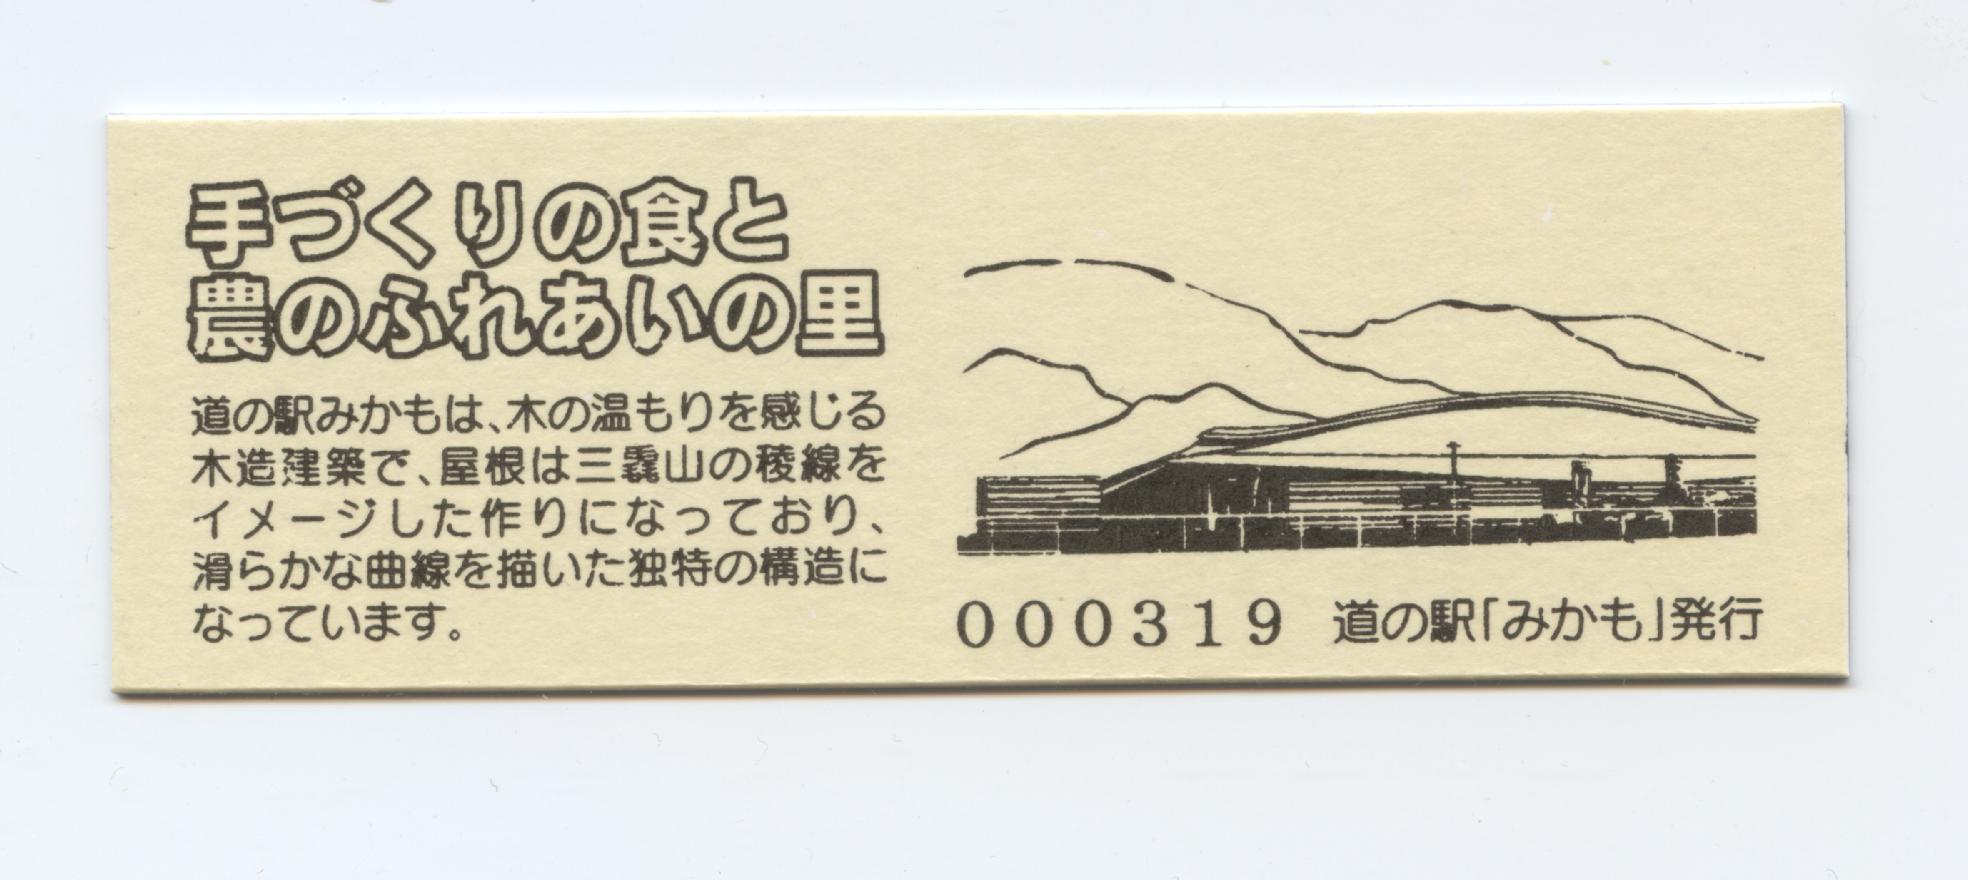 手づくりの食と
農のふれあいの里
道の駅みかもは、木の温もりを感じる
木造建築で、屋根は三毳山の稜線を
イメージした作りになっており、
滑らかな曲線を描いた独特の構造に
なっています。
000319 道の駅「みかも」発行